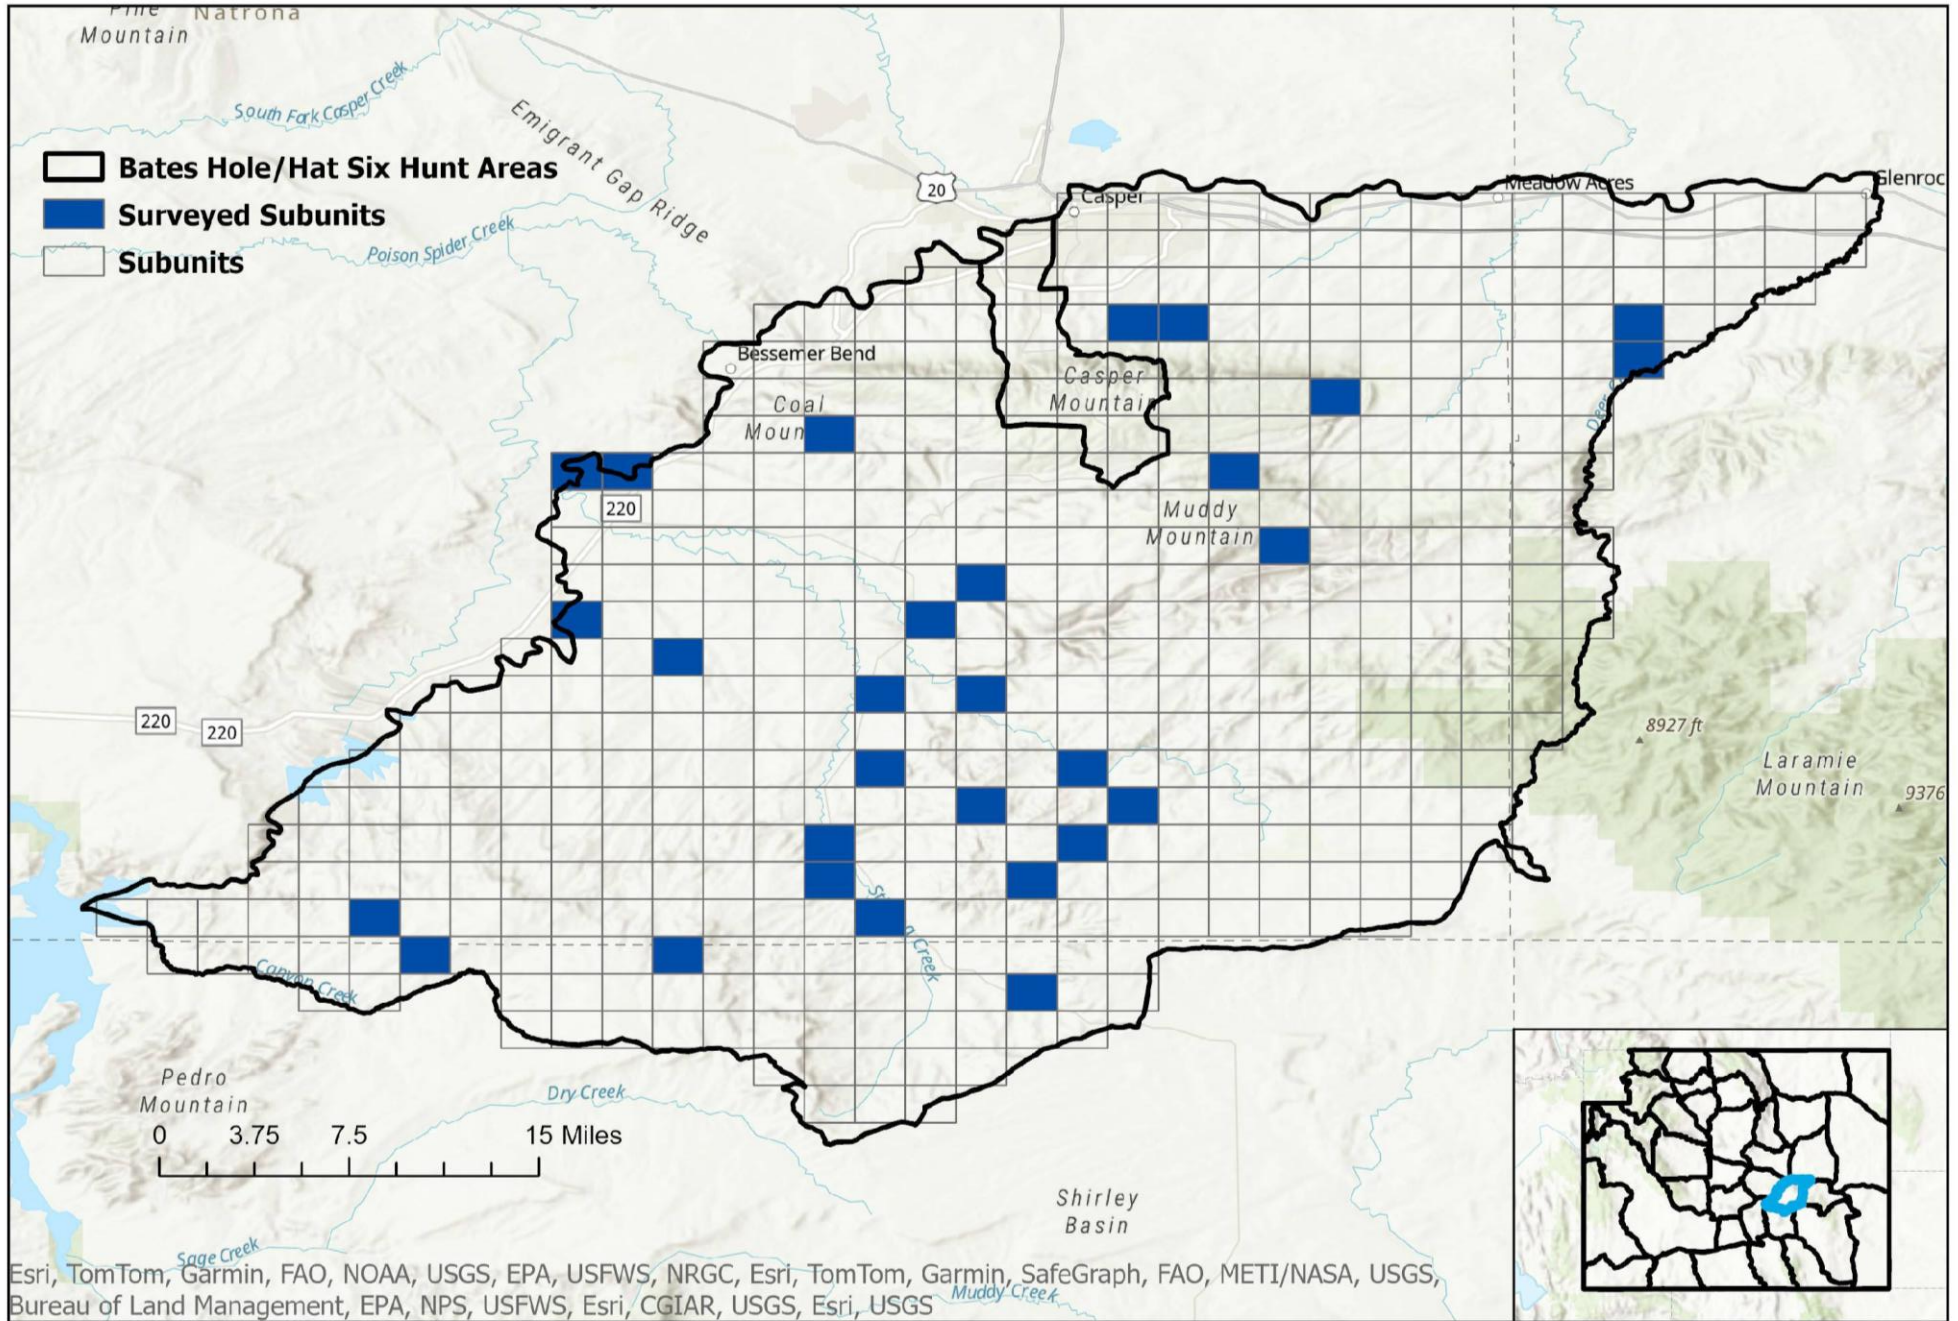 Natrona
Mountain
South Fork Casper Creek
Emigrant Gap Ridge
Bates Hole/Hat Six Hunt Areas
Surveyed Subunits
Subunits
Poison Spider Creek
20
Casper
Meadow Acres
Glenroc
Bessemer Bend
Casper
Mountain
Coal
Moun
Deer
220
Muddy
Mountain
220
220
8927 ft
Laramie
Mountain
9376
Canyon Creek
Creek
Pedro
Mountain
Dry Creek
0 3.75 7.5 15 Miles
Shirley
Basin
Sage Creek
Muddy Creek
Esri, TomTom, Garmin, FAO, NOAA, USGS, EPA, USFWS, NRGC, Esri, TomTom, Garmin, SafeGraph, FAO, METI/NASA, USGS,
Bureau of Land Management, EPA, NPS, USFWS, Esri, CGIAR, USGS, Esri, USGS